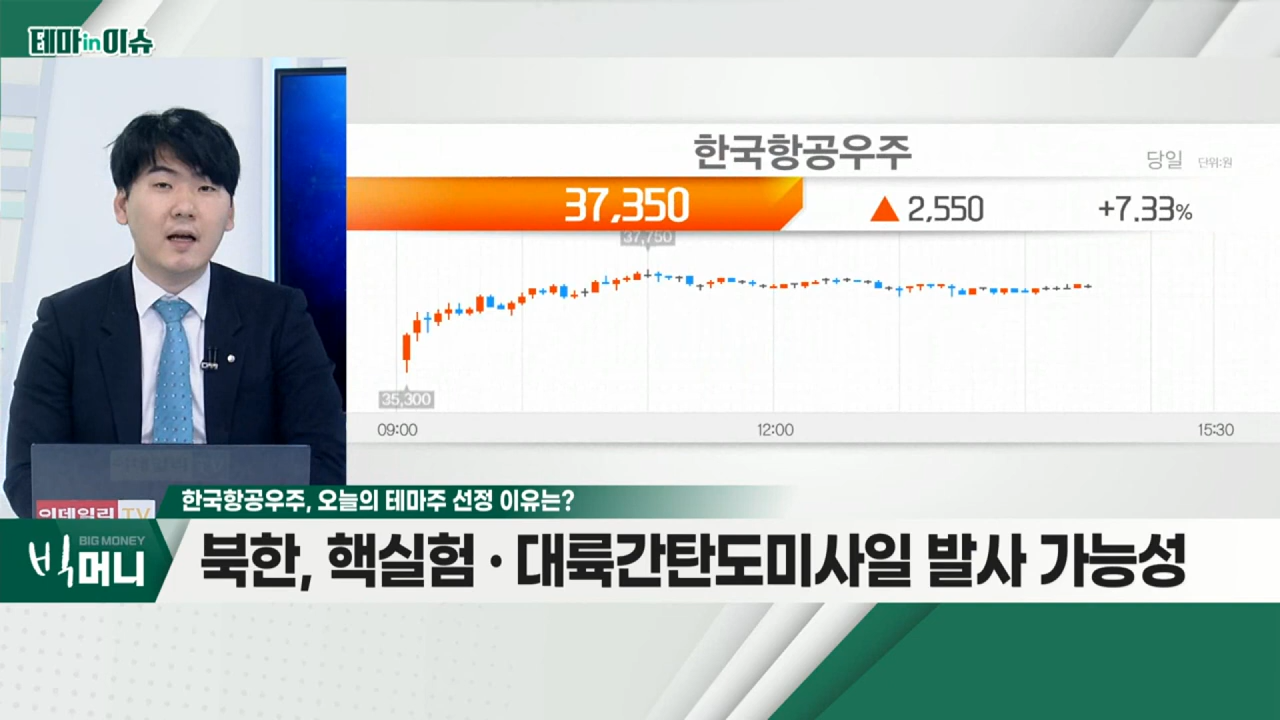 테마in이슈
한국항공우주
당일 단위:원
37,350 ▲ 2,550 +7.33%
37,750
35,300
09:00 12:00 15:30
이데일리 TV
한국항공우주, 오늘의 테마주 선정 이유는?
BIG MONEY
빅머니
북한, 핵실험·대륙간탄도미사일 발사 가능성